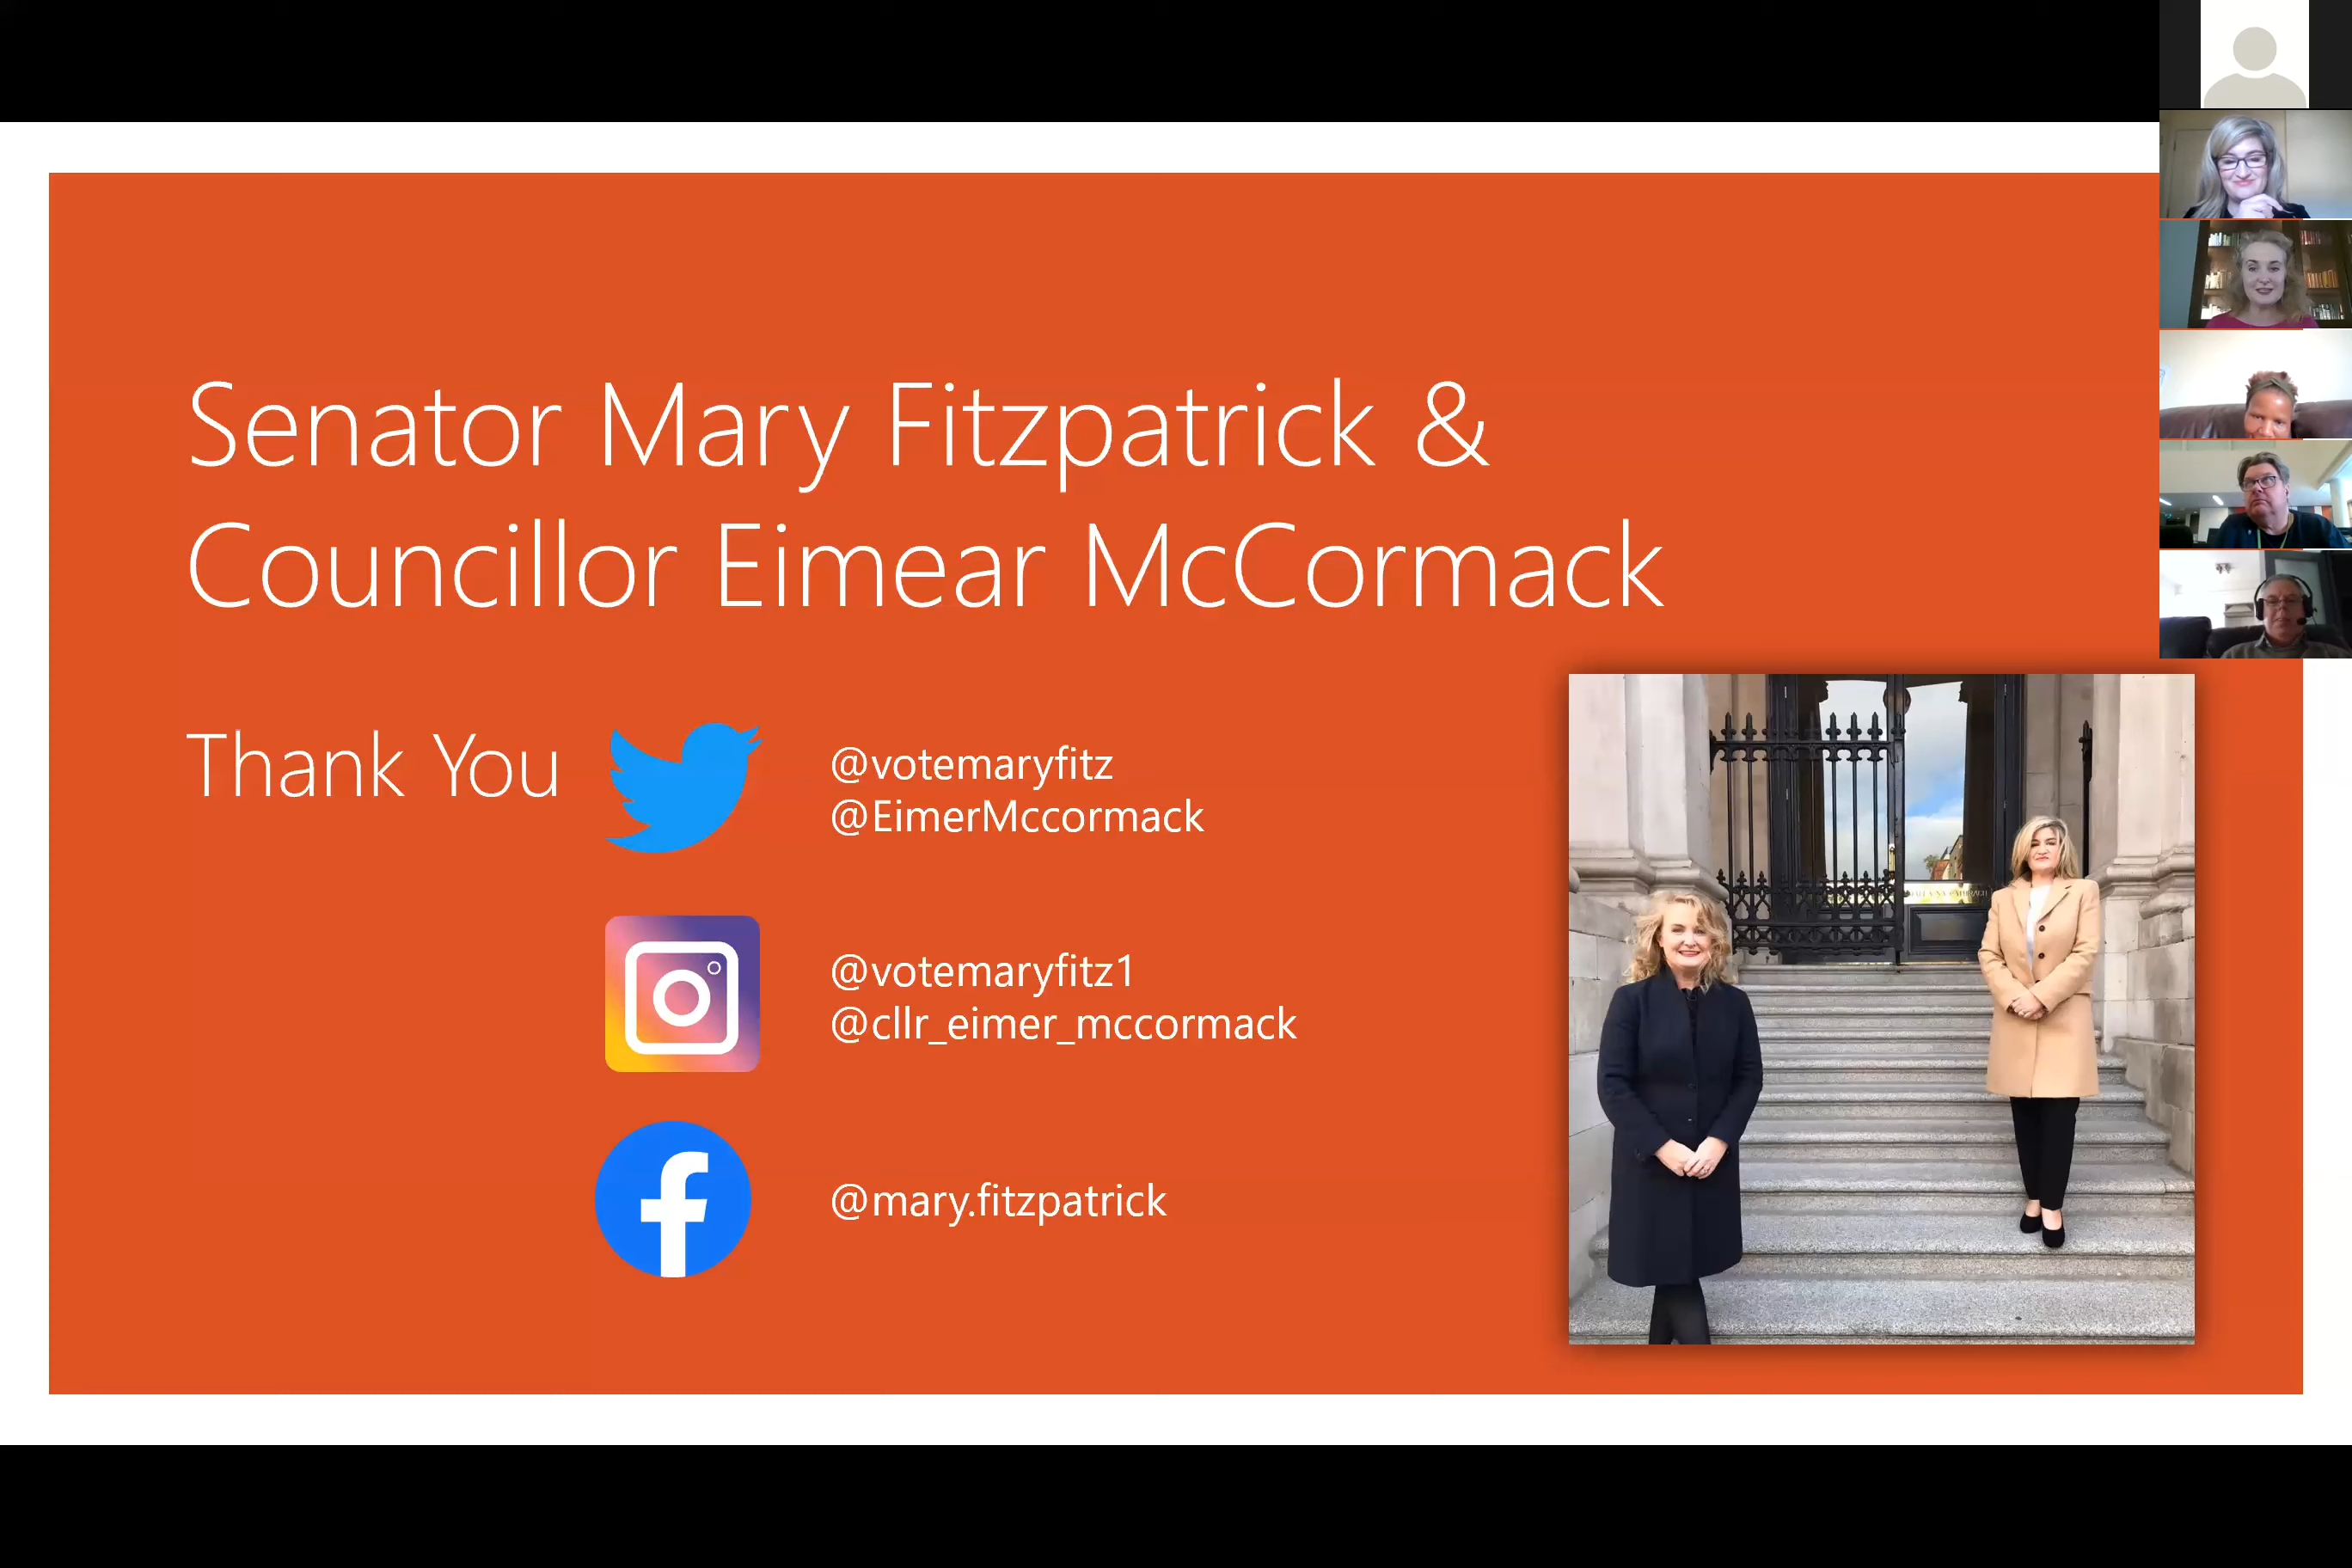 Senator Mary Fitzpatrick &
Councillor Eimear McCormack
Thank You
@votemaryfitz
@EimerMccormack
@votemaryfitz1
@cllr_eimer_mccormack
@mary.fitzpatrick